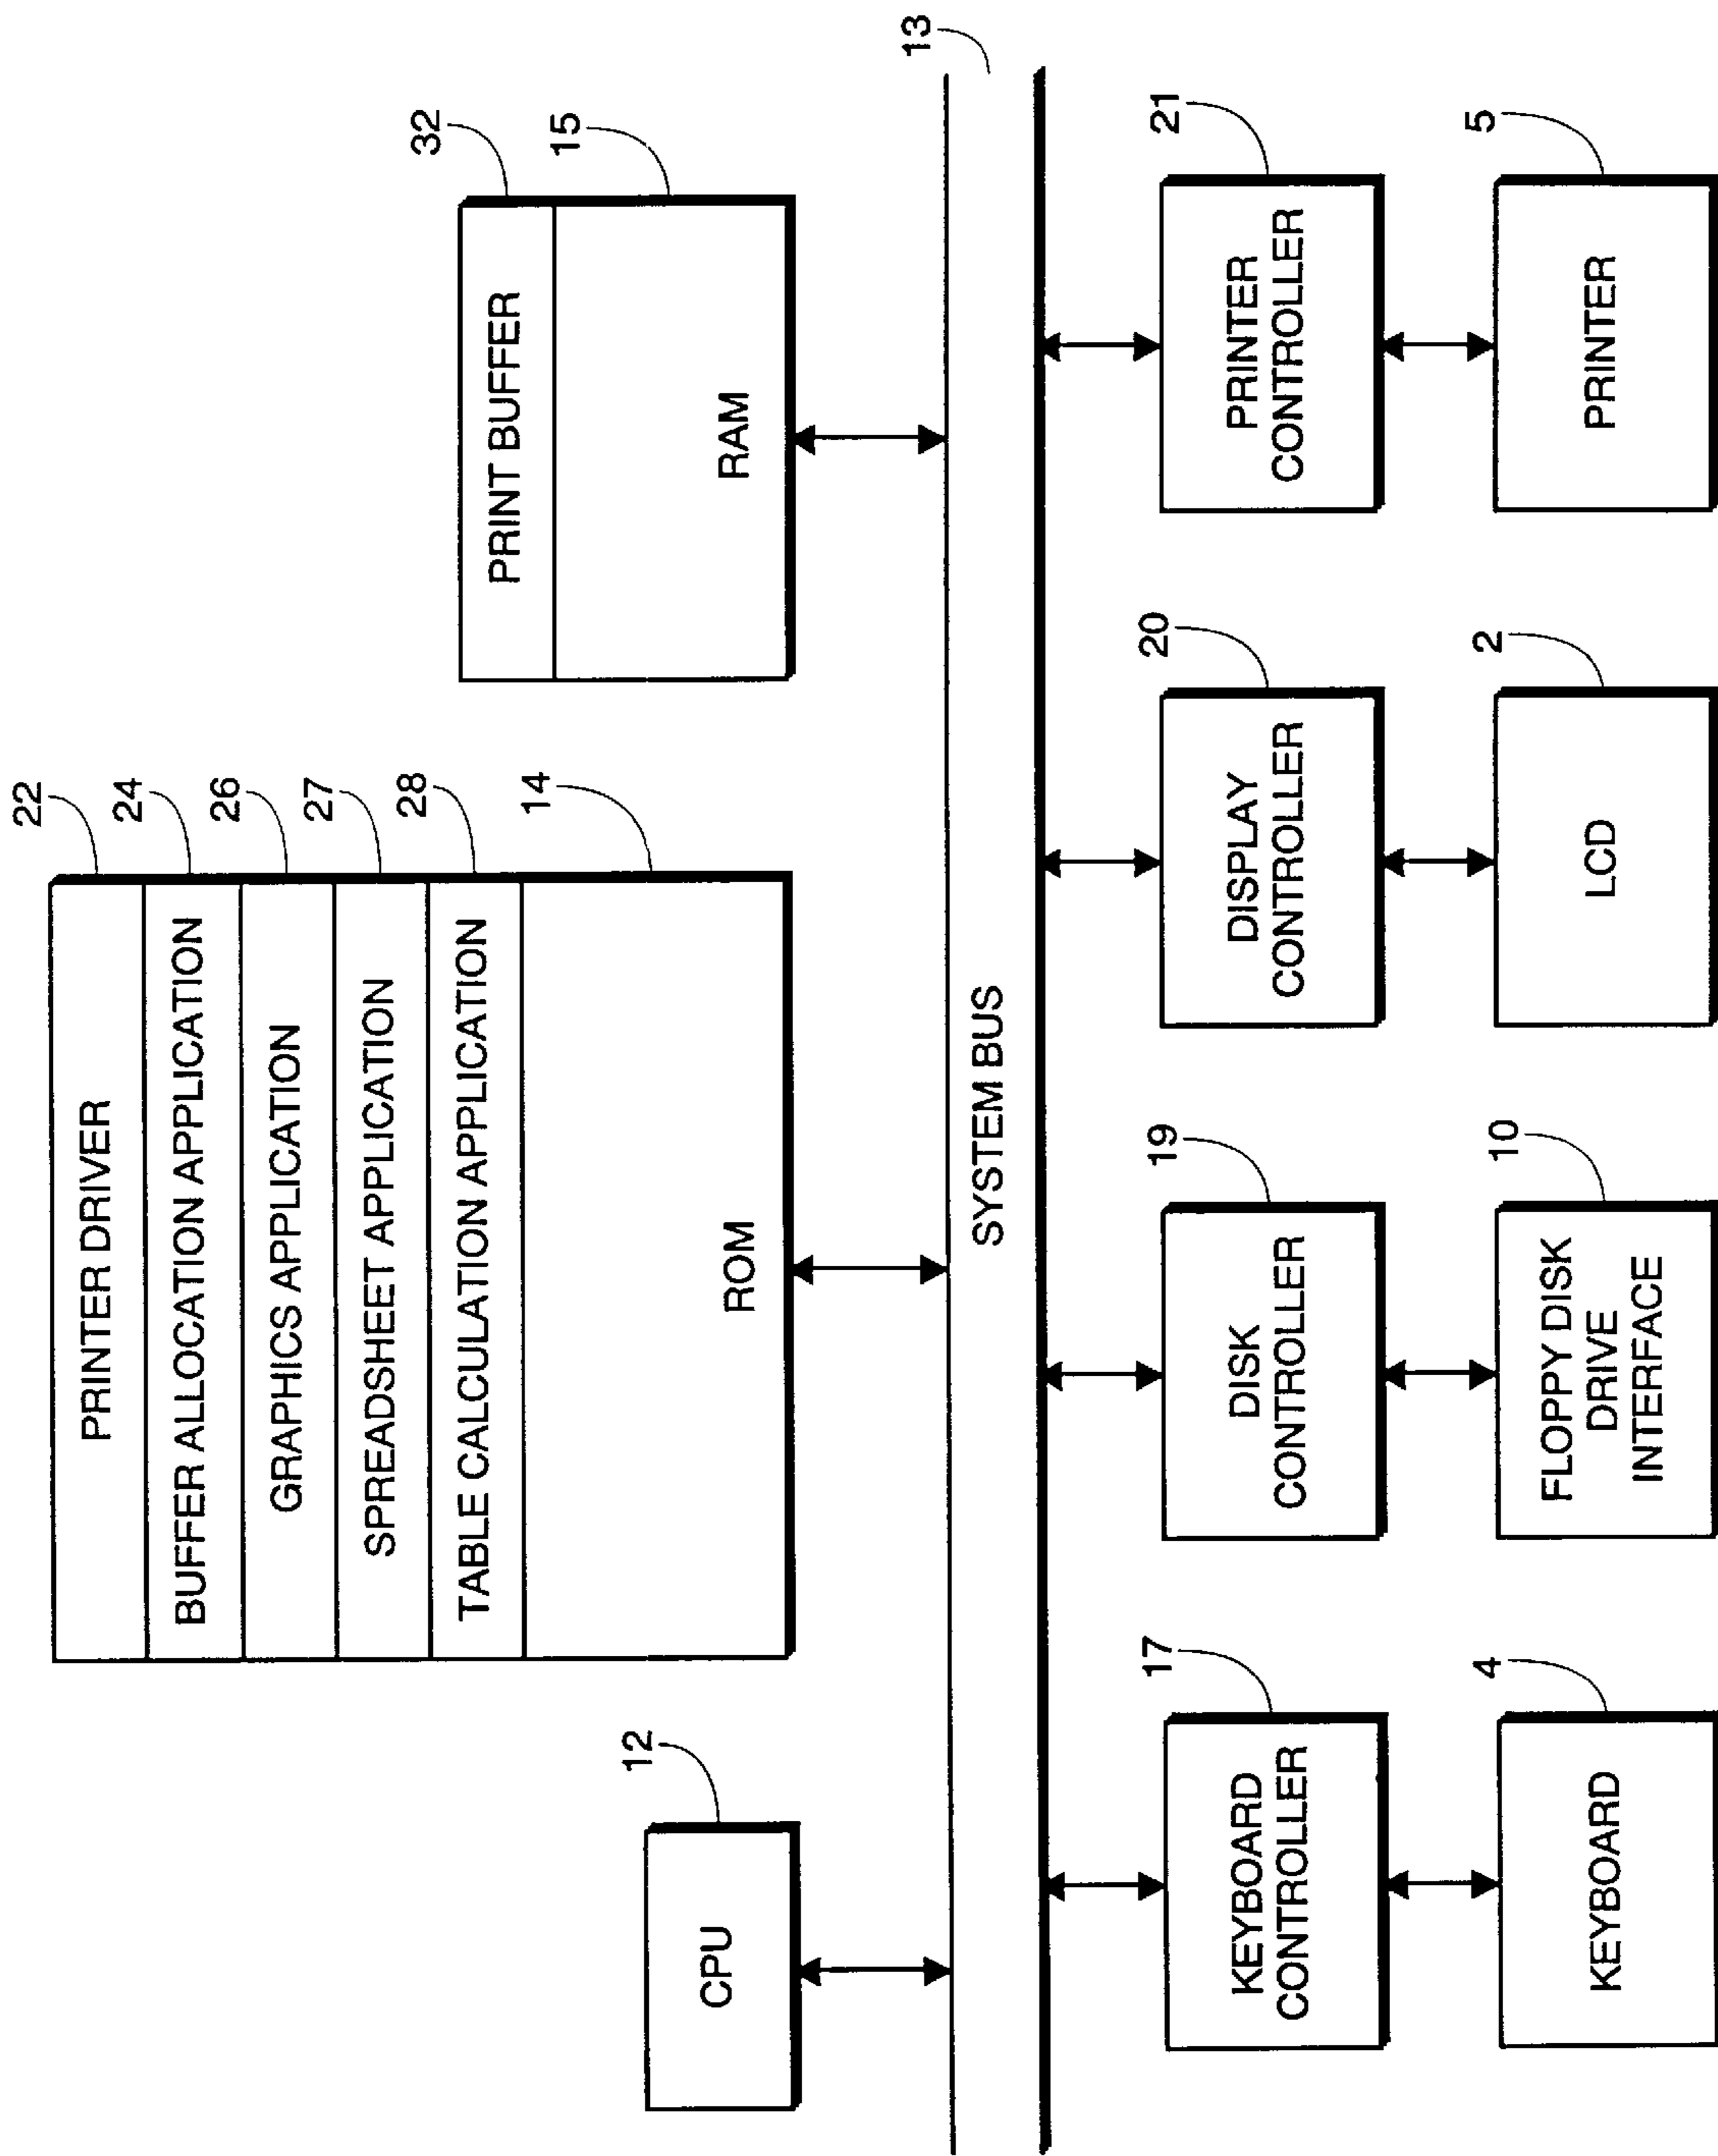 22
PRINTER DRIVER
24
BUFFER ALLOCATION APPLICATION
26
GRAPHICS APPLICATION
27
SPREADSHEET APPLICATION
28
TABLE CALCULATION APPLICATION
14
ROM
32
PRINT BUFFER
15
RAM
12
CPU
13
SYSTEM BUS
17
KEYBOARD
CONTROLLER
19
DISK
CONTROLLER
20
DISPLAY
CONTROLLER
21
PRINTER
CONTROLLER
4
KEYBOARD
10
FLOPPY DISK
DRIVE
INTERFACE
2
LCD
5
PRINTER